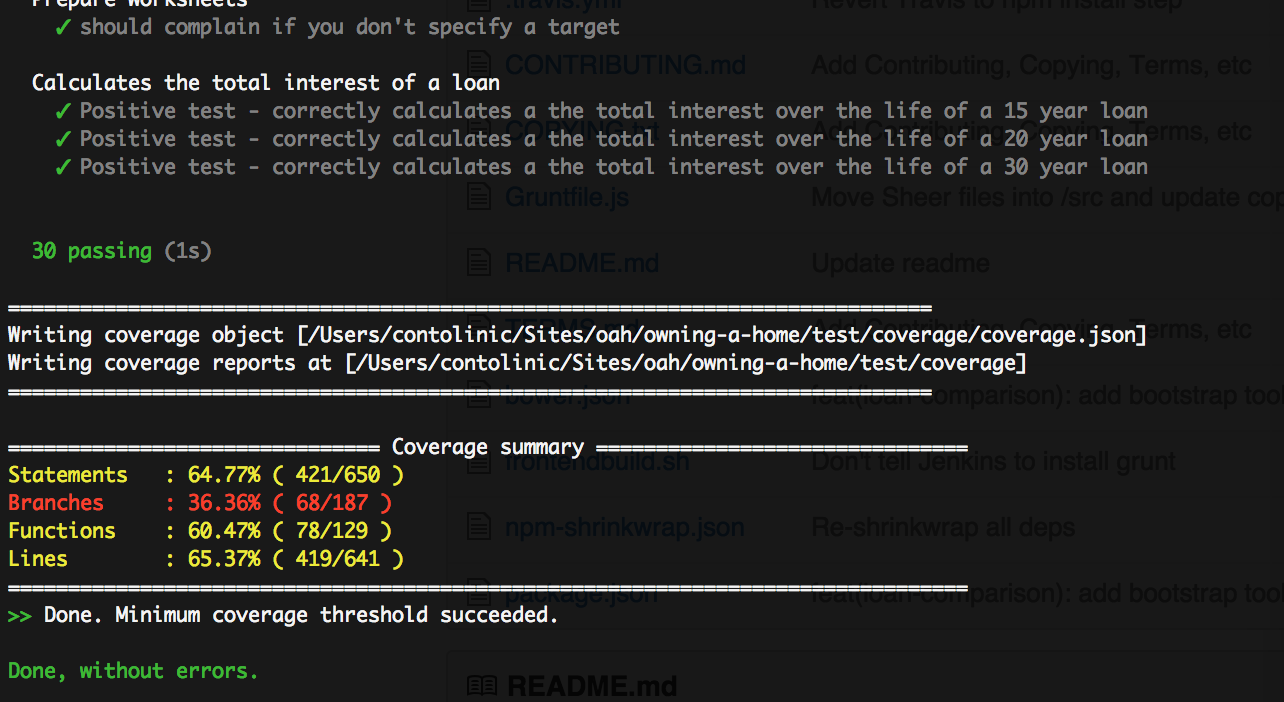 Prepare Worksheets
✓ should complain if you don't specify a target
Calculates the total interest of a loan
✓ Positive test - correctly calculates a the total interest over the life of a 15 year loan
✓ Positive test - correctly calculates a the total interest over the life of a 20 year loan
✓ Positive test - correctly calculates a the total interest over the life of a 30 year loan
30 passing (1s)
=============================================================================
Writing coverage object [/Users/contolinic/Sites/oah/owning-a-home/test/coverage/coverage.json]
Writing coverage reports at [/Users/contolinic/Sites/oah/owning-a-home/test/coverage]
=============================================================================
=============================== Coverage summary ===============================
Statements   : 64.77% ( 421/650 )
Branches     : 36.36% ( 68/187 )
Functions    : 60.47% ( 78/129 )
Lines        : 65.37% ( 419/641 )
================================================================================
>> Done. Minimum coverage threshold succeeded.
Done, without errors.
.travis.yml Revert Travis to npm install step
CONTRIBUTING.md Add Contributing, Copying, Terms, etc
COPYING.txt Add Contributing, Copying, Terms, etc
Gruntfile.js Move Sheer files into /src and update
README.md Update readme
TERMS.md Add Contributing, Copying, Terms, etc
bower.json feat(loan-comparison): add bootstrap
frontendbuild.sh Don't tell Jenkins to install grunt
npm-shrinkwrap.json Re-shrinkwrap all deps
package.json feat(loan-comparison): add bootstrap
README.md